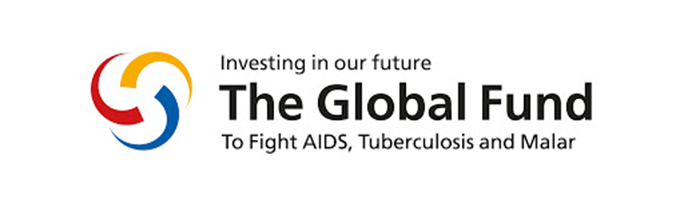 Investing in our future
The Global Fund
To Fight AIDS, Tuberculosis and Malar